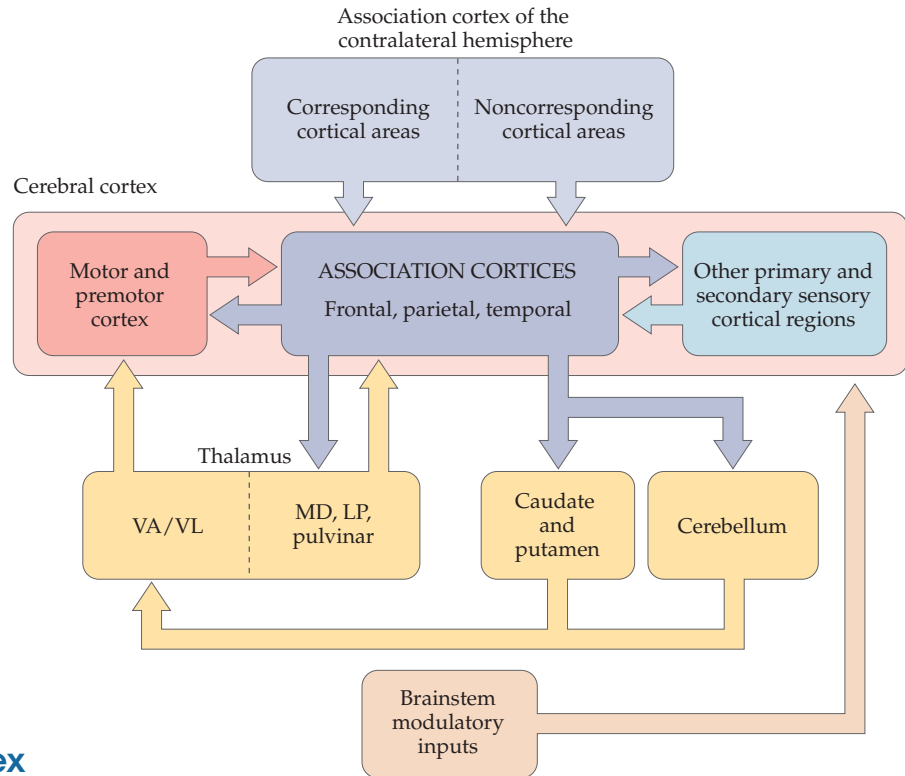 Association cortex of the
contralateral hemisphere
Corresponding
cortical areas
Noncorresponding
cortical areas
Cerebral cortex
Motor and
premotor
cortex
ASSOCIATION CORTICES
Frontal, parietal, temporal
Other primary and
secondary sensory
cortical regions
Thalamus
VA/VL
MD, LP,
pulvinar
Caudate
and
putamen
Cerebellum
Brainstem
modulatory
inputs
ex